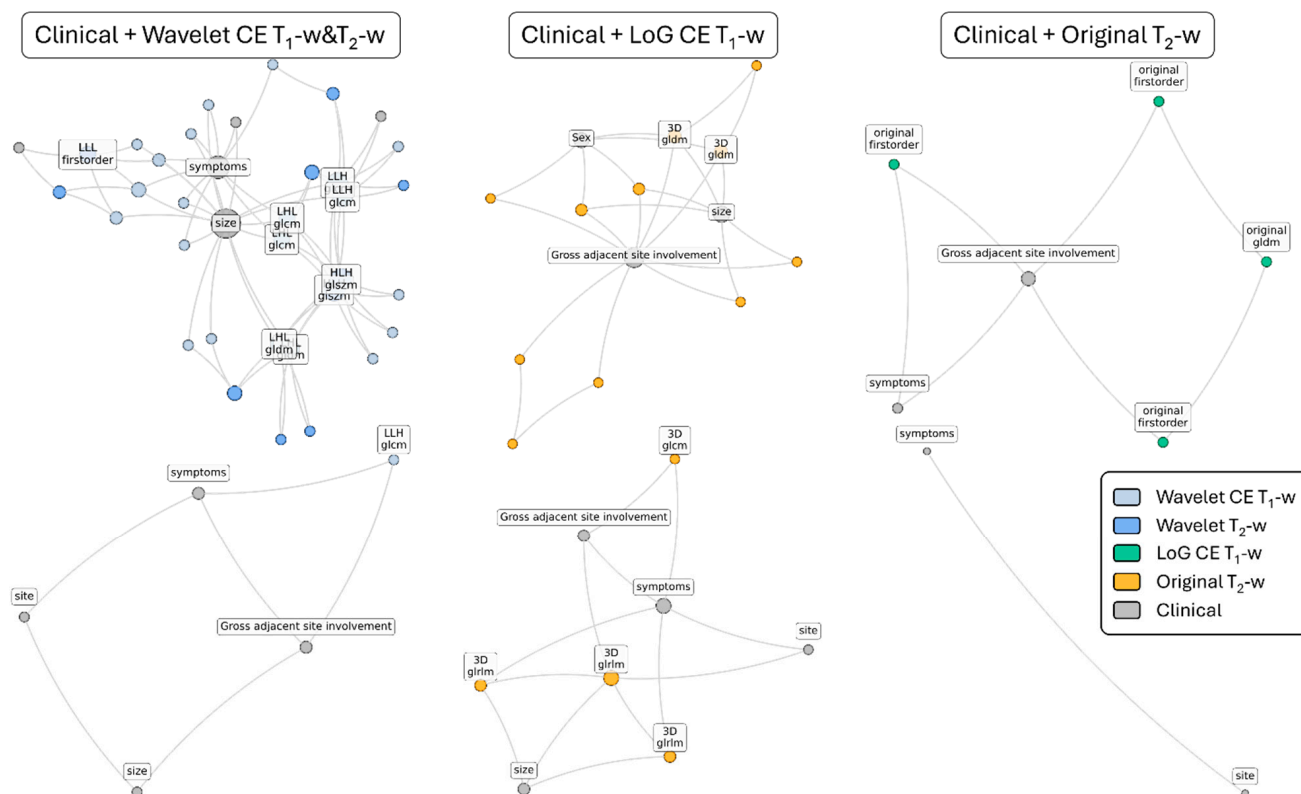 Clinical + Wavelet CE T₁-w&T₂-w
Clinical + LoG CE T₁-w
Clinical + Original T₂-w
LLL
firstorder
symptoms
size
LLH
glcm
LLH
glcm
LHL
glcm
LHL
glcm
HLH
glszm
glszm
LHL
gldm
symptoms
LLH
glcm
site
Gross adjacent site involvement
size
Sex
3D
gldm
3D
gldm
size
Gross adjacent site involvement
3D
glcm
Gross adjacent site involvement
symptoms
site
3D
glrlm
3D
glrlm
3D
glrlm
size
original
firstorder
original
firstorder
original
gldm
Gross adjacent site involvement
symptoms
original
firstorder
symptoms
site
Wavelet CE T₁-w
Wavelet T₂-w
LoG CE T₁-w
Original T₂-w
Clinical